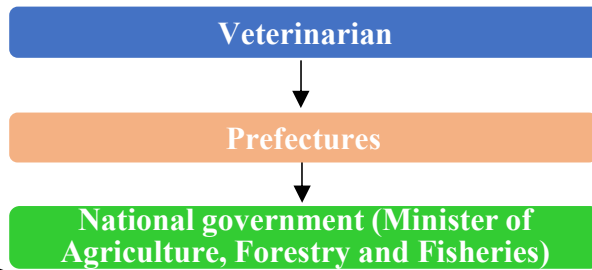 Veterinarian
Prefectures
National government (Minister of
Agriculture, Forestry and Fisheries)